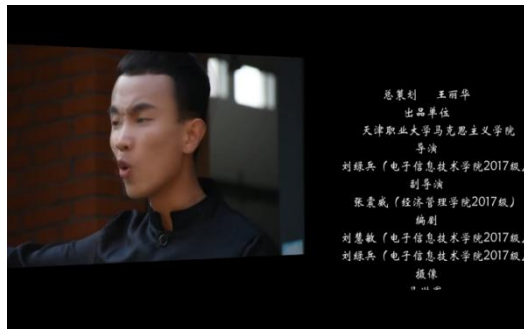 总策划 王丽华
出品单位
天津职业大学马克思主义学院
导演
刘绿兵（电子信息技术学院2017级）
副导演
张震威（经济管理学院2017级）
编剧
刘慧敏（电子信息技术学院2017级）
刘绿兵（电子信息技术学院2017级）
摄像